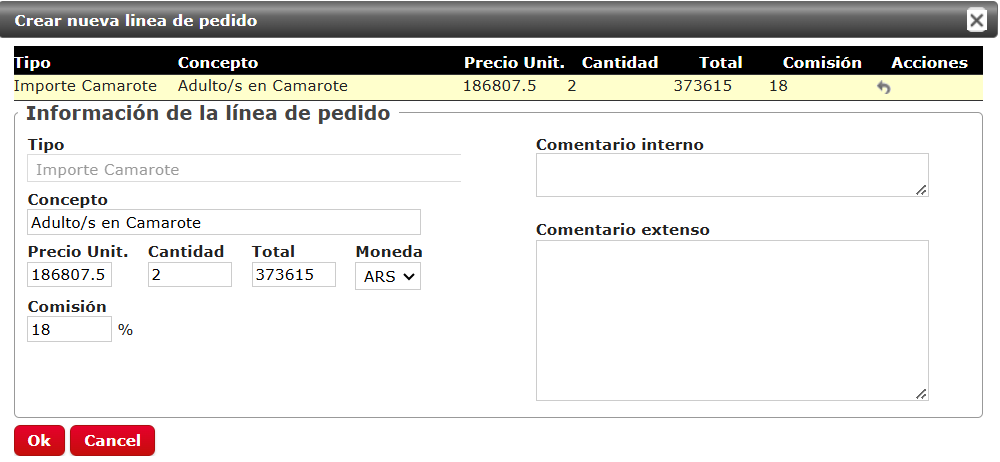 Crear nueva linea de pedido
Tipo Concepto Precio Unit. Cantidad Total Comisión Acciones
Importe Camarote Adulto/s en Camarote 186807.5 2 373615 18
Información de la línea de pedido
Tipo
Importe Camarote
Concepto
Adulto/s en Camarote
Precio Unit. Cantidad Total Moneda
186807.5 2 373615 ARS
Comisión
18 %
Comentario interno
Comentario extenso
Ok Cancel